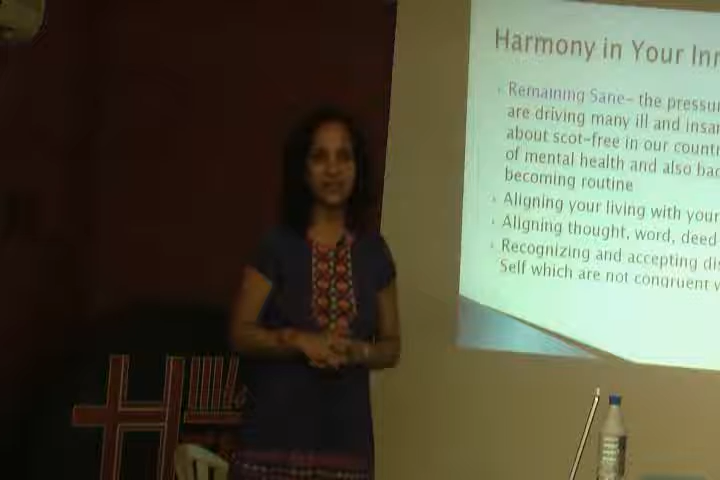 Harmony in Your Inn
Remaining Sane- the pressu
are driving many ill and insa
about scot-free in our count
of mental health and also ba
becoming routine
Aligning your living with your
Aligning thought, word, deed
Recognizing and accepting dis
Self which are not congruent w